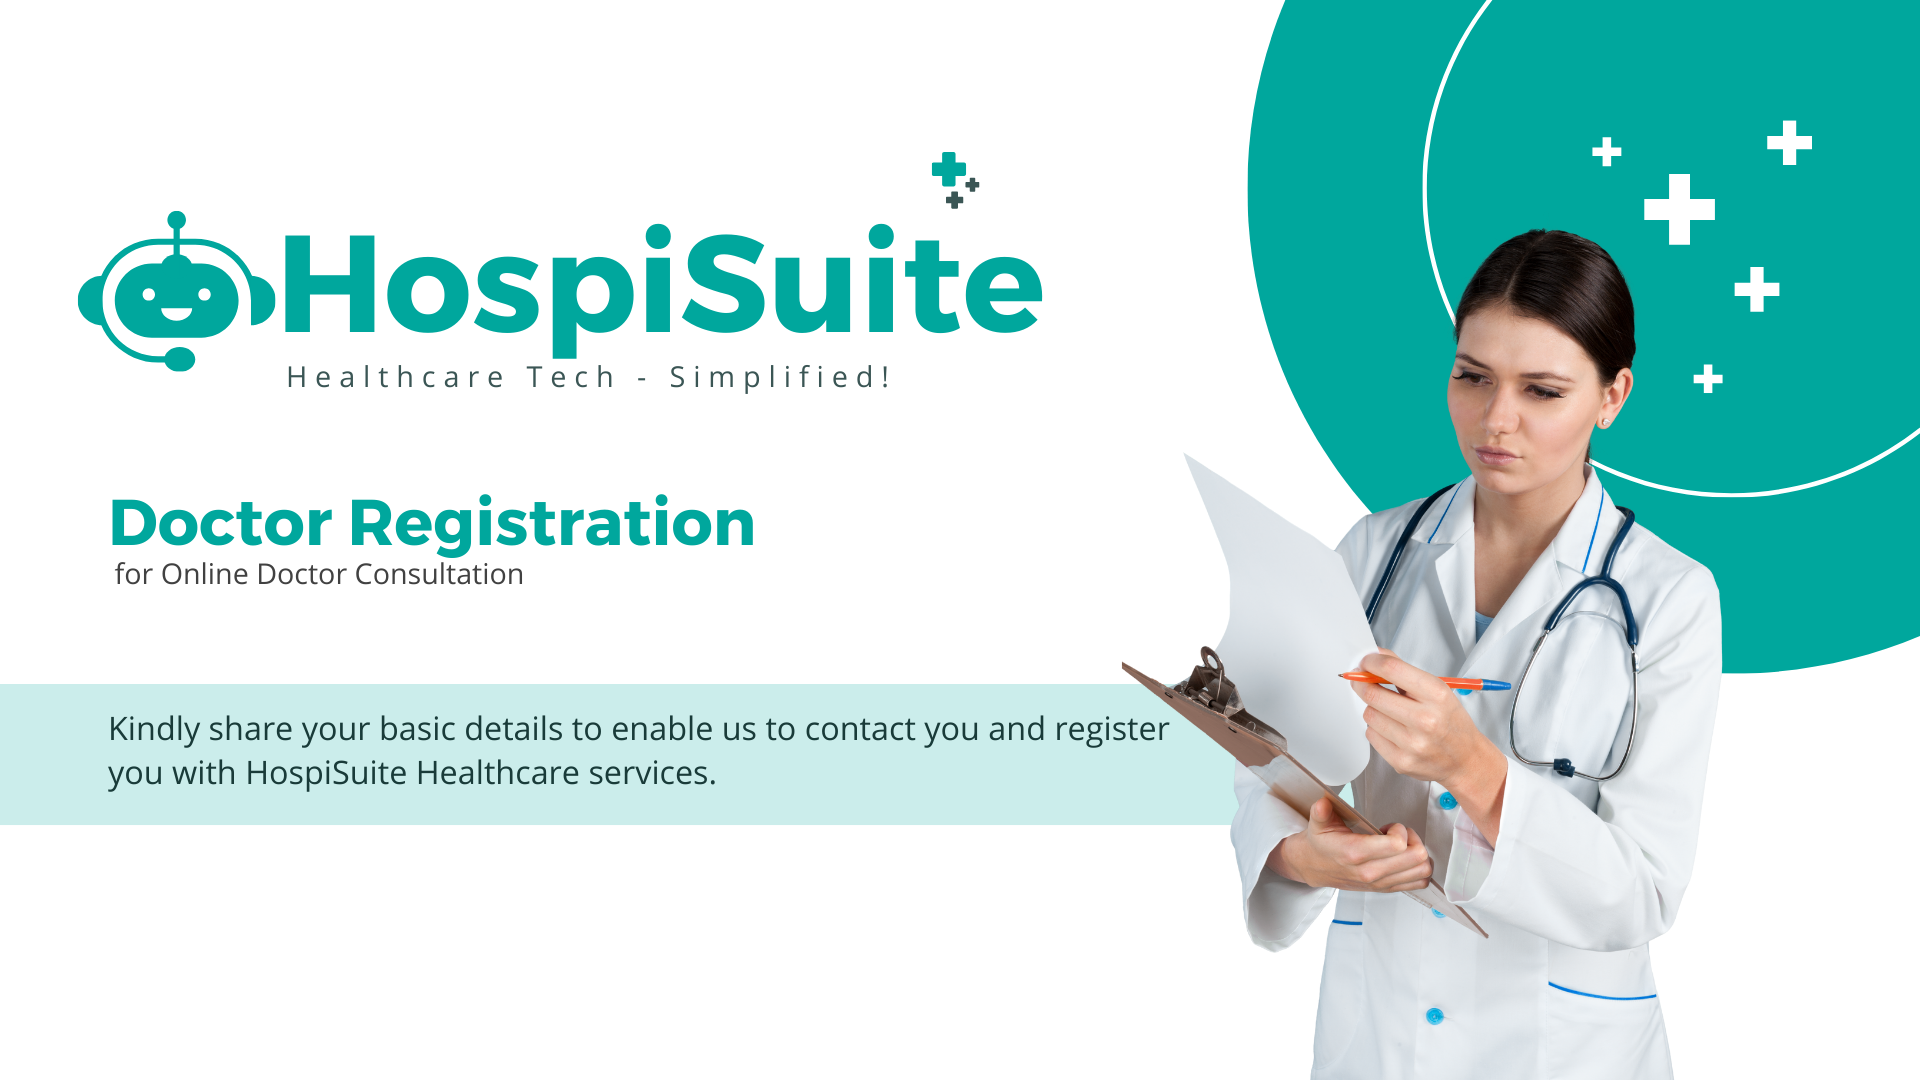 HospiSuite
Healthcare Tech - Simplified!
Doctor Registration
for Online Doctor Consultation
Kindly share your basic details to enable us to contact you and register
you with HospiSuite Healthcare services.